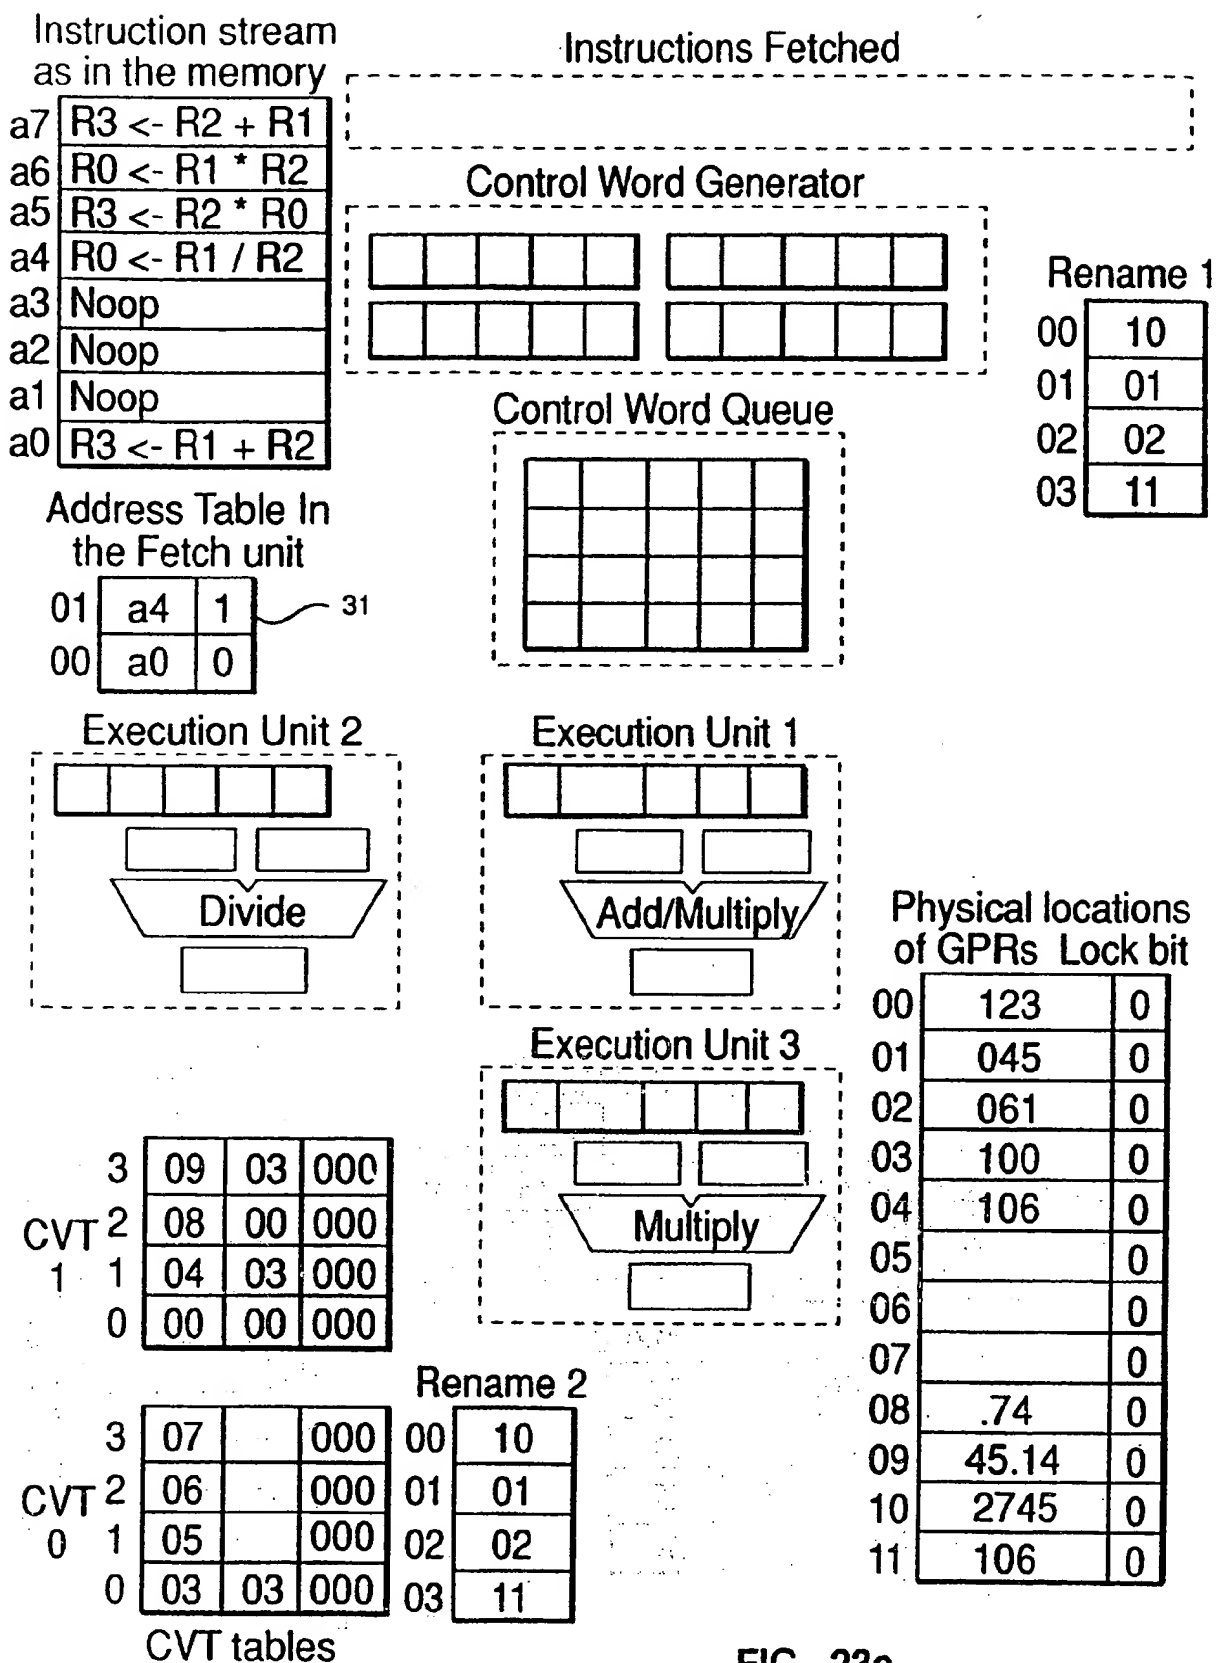 Instruction stream
as in the memory
a7 R3 <- R2 + R1
a6 R0 <- R1 * R2
a5 R3 <- R2 * R0
a4 R0 <- R1 / R2
a3 Noop
a2 Noop
a1 Noop
a0 R3 <- R1 + R2
Instructions Fetched
Control Word Generator
Control Word Queue
Rename 1
00 10
01 01
02 02
03 11
Address Table In
the Fetch unit
01 a4 1
00 a0 0
31
Execution Unit 2
Divide
Execution Unit 1
Add/Multiply
Execution Unit 3
Multiply
Physical locations
of GPRs Lock bit
00 123 0
01 045 0
02 061 0
03 100 0
04 106 0
05 0
06 0
07 0
08 .74 0
09 45.14 0
10 2745 0
11 106 0
CVT
1
3 09 03 000
2 08 00 000
1 04 03 000
0 00 00 000
CVT
0
3 07 000
2 06 000
1 05 000
0 03 03 000
Rename 2
00 10
01 01
02 02
03 11
CVT tables